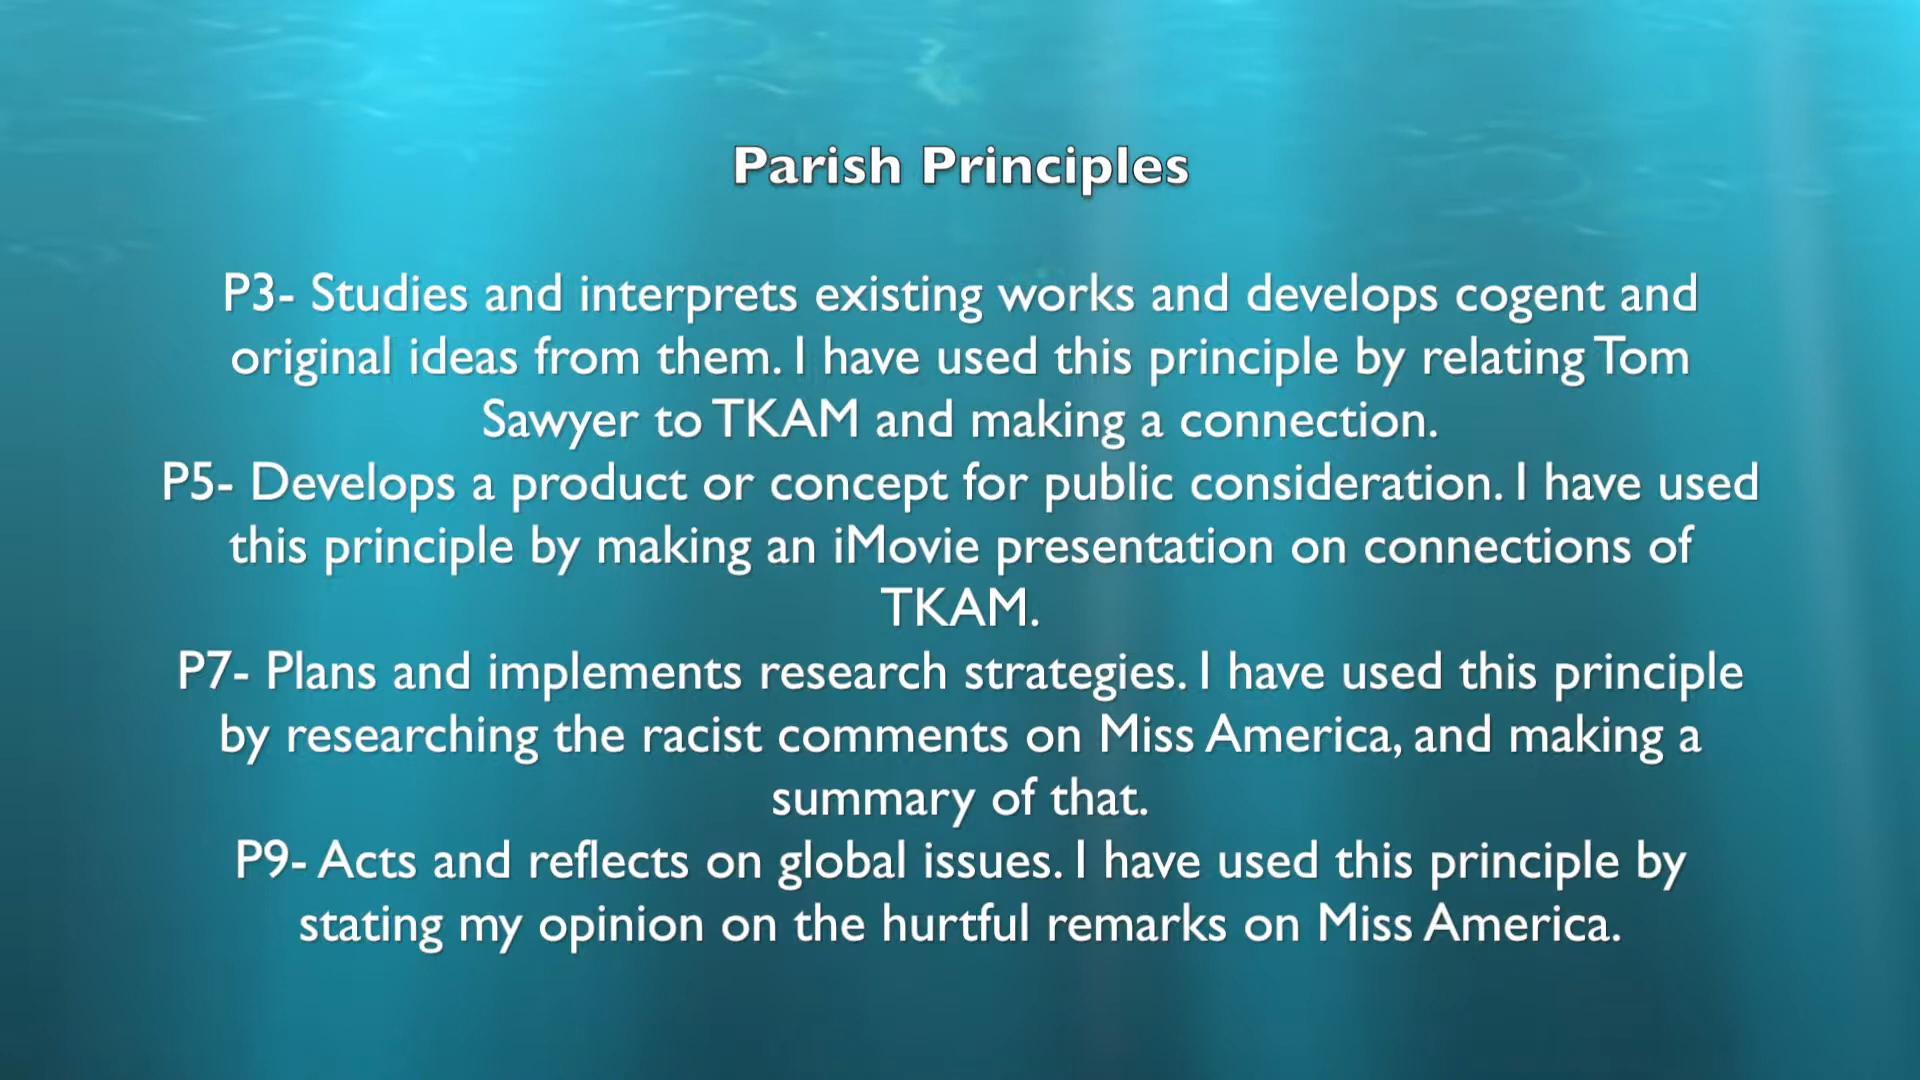 Parish Principles
P3- Studies and interprets existing works and develops cogent and
original ideas from them. I have used this principle by relating Tom
Sawyer to TKAM and making a connection.
P5- Develops a product or concept for public consideration. I have used
this principle by making an iMovie presentation on connections of
TKAM.
P7- Plans and implements research strategies. I have used this principle
by researching the racist comments on Miss America, and making a
summary of that.
P9- Acts and reflects on global issues. I have used this principle by
stating my opinion on the hurtful remarks on Miss America.